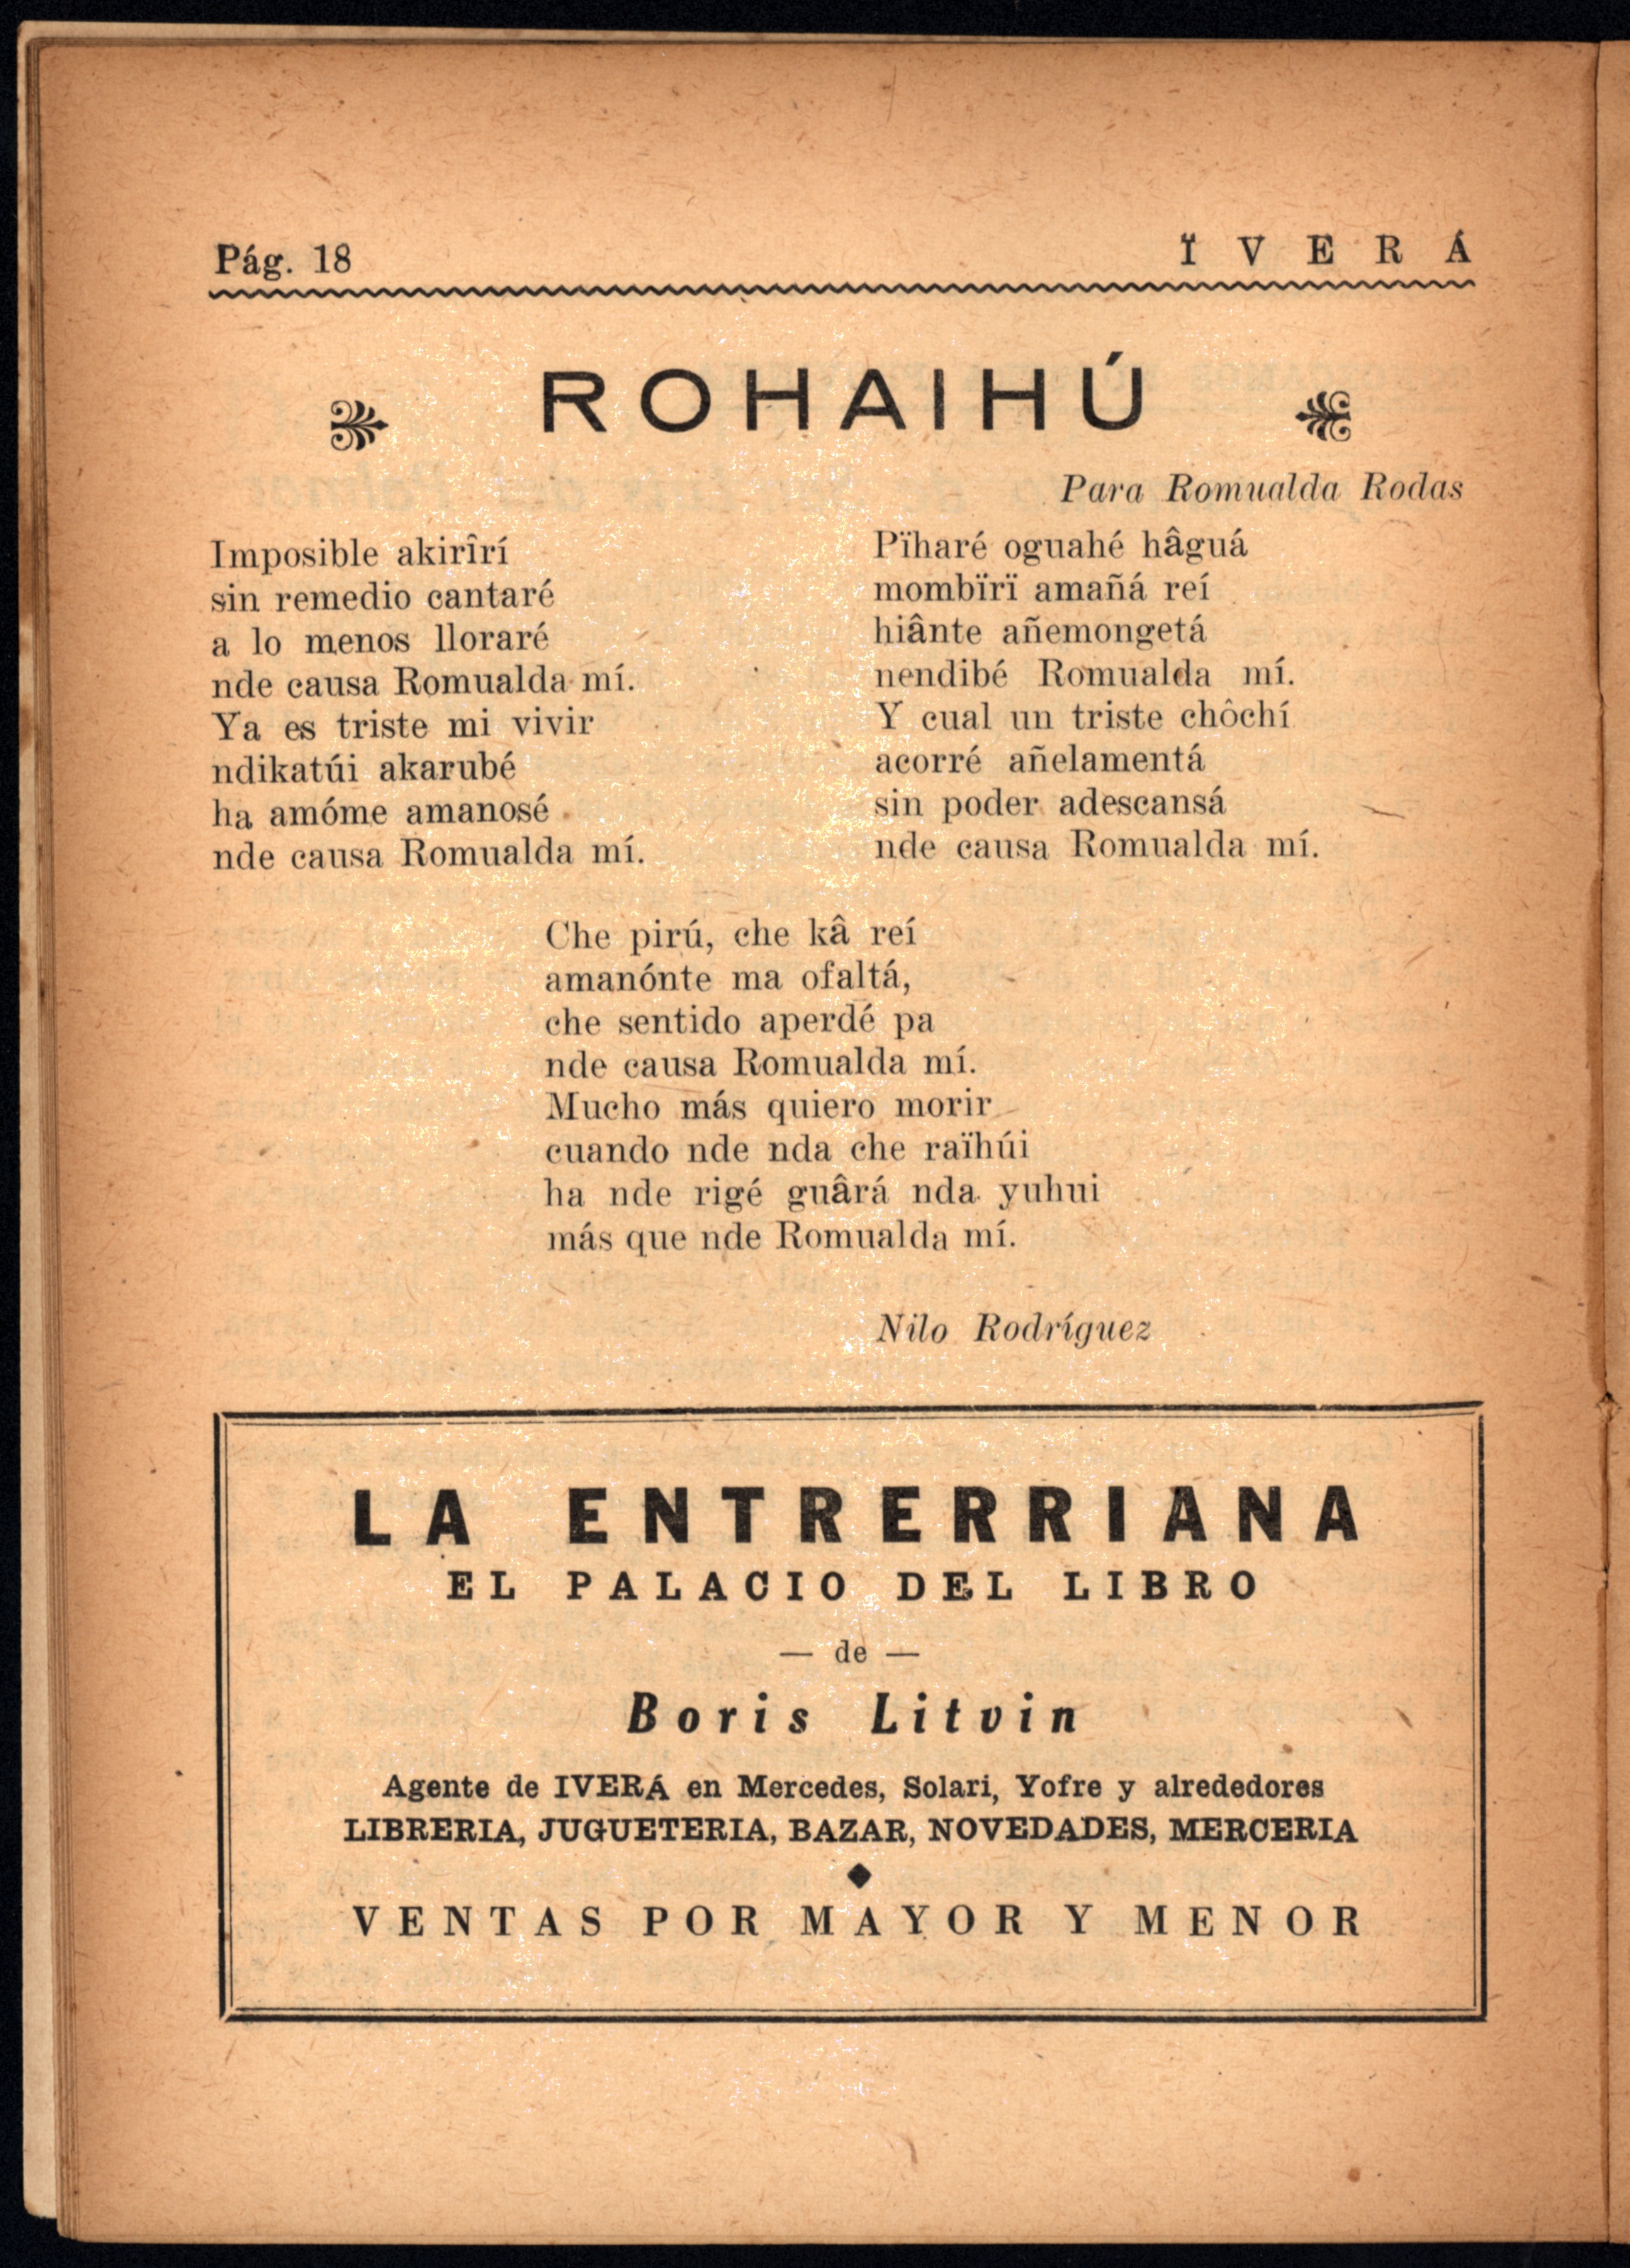 Pág. 18
Ï V E R Á
ROHAIHÚ
Para Romualda Rodas
Imposible akirîrí
sin remedio cantaré
a lo menos lloraré
nde causa Romualda mí.
Ya es triste mi vivir
ndikatúi akarubé
ha amóme amanosé
nde causa Romualda mí.
Pïharé oguahé hâguá
mombïrï amañá reí
hiânte añemongetá
nendibé Romualda mí.
Y cual un triste chôchí
acorré añelamentá
sin poder adescansá
nde causa Romualda mí.
Che pirú, che kâ reí
amanónte ma ofaltá,
che sentido aperdé pa
nde causa Romualda mí.
Mucho más quiero morir
cuando nde nda che raïhúi
ha nde rigé guârá nda yuhui
más que nde Romualda mí.
Nilo Rodríguez
LA ENTRERRIANA
EL PALACIO DEL LIBRO
— de —
Boris Litvin
Agente de IVERÁ en Mercedes, Solari, Yofre y alrededores
LIBRERIA, JUGUETERIA, BAZAR, NOVEDADES, MERCERIA
VENTAS POR MAYOR Y MENOR